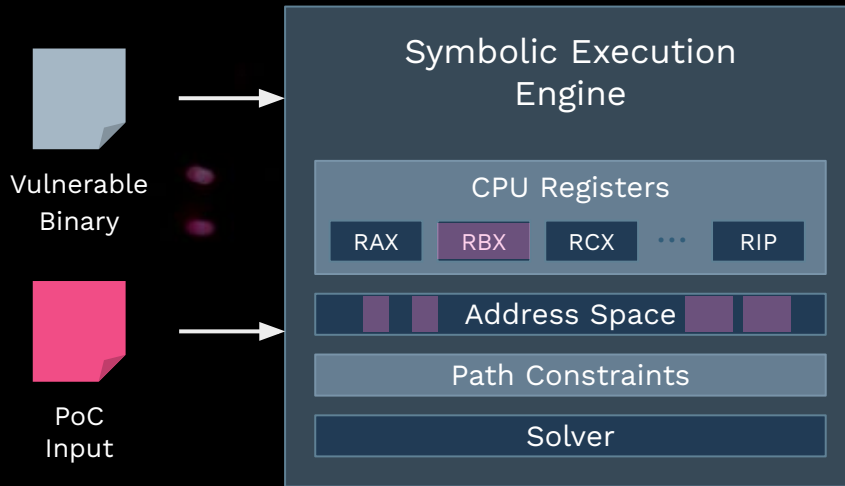 Symbolic Execution
Engine
Vulnerable
Binary
CPU Registers
RAX RBX RCX ... RIP
Address Space
PoC
Input
Path Constraints
Solver